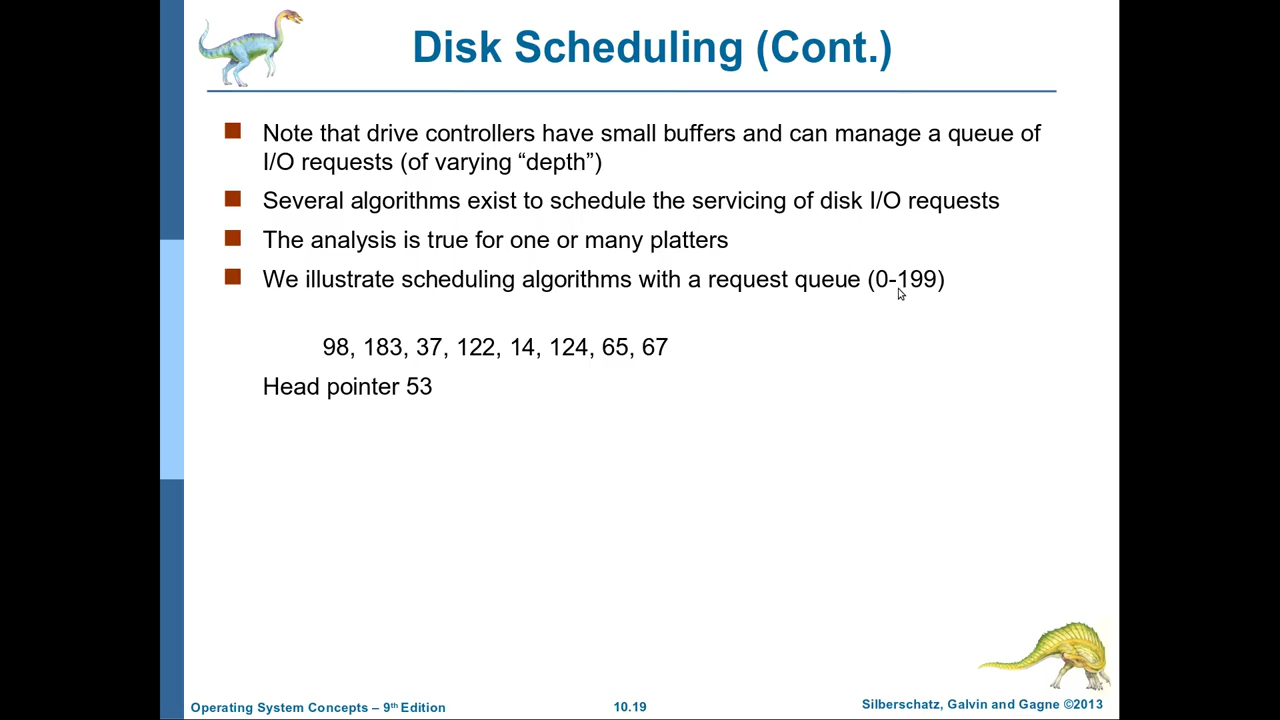 Disk Scheduling (Cont.)
Note that drive controllers have small buffers and can manage a queue of
I/O requests (of varying “depth”)
Several algorithms exist to schedule the servicing of disk I/O requests
The analysis is true for one or many platters
We illustrate scheduling algorithms with a request queue (0-199)
98, 183, 37, 122, 14, 124, 65, 67
Head pointer 53
Operating System Concepts – 9th Edition
10.19
Silberschatz, Galvin and Gagne ©2013